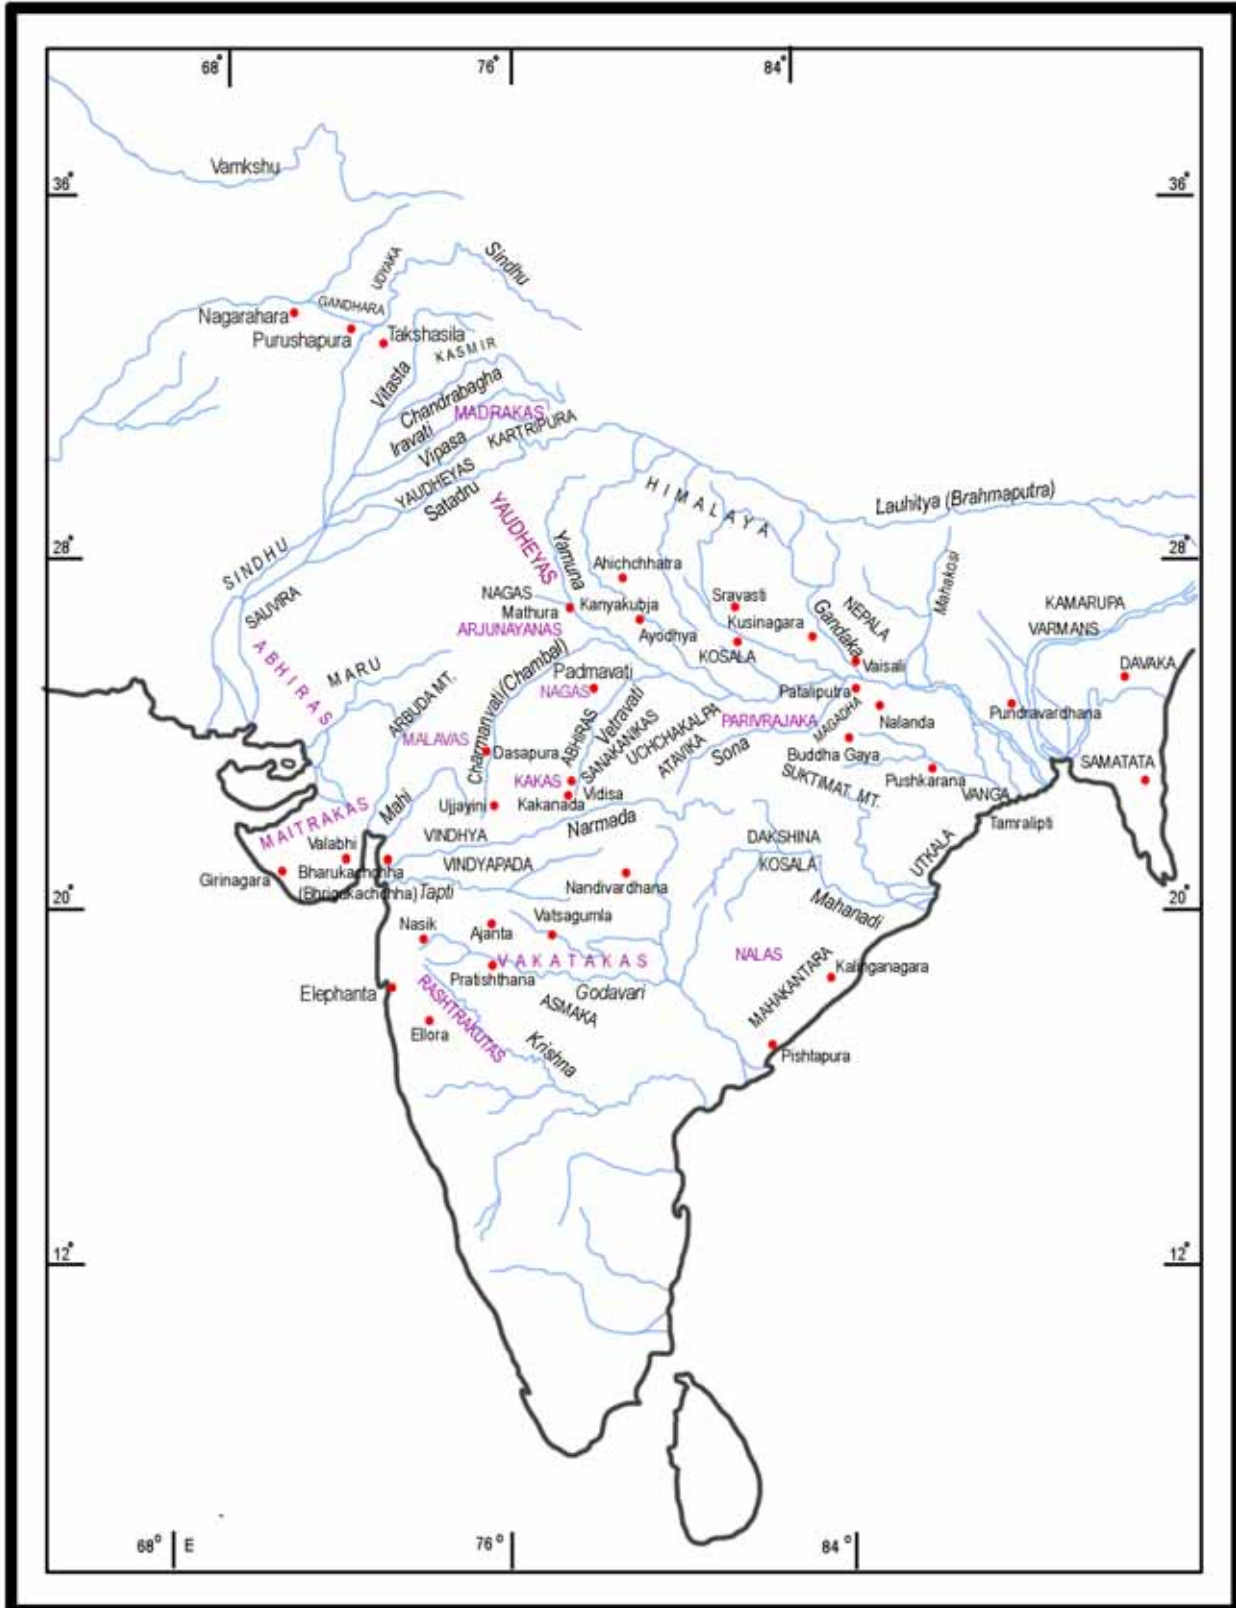 68°
76°
84°
Vamkshu
36°
36°
UDYAKA
Sindhu
GANDHARA
Nagarahara
Purushapura
Takshasila
KASMIR
Vitasta
Chandrabagha
MADRAKAS
Iravati
KARTRIPURA
Vipasa
YAUDHEYAS
Satadru
HIMALAYA
Lauhitya (Brahmaputra)
YAUDHEYAS
28°
28°
SINDHU
Yamuna
Ahichchhatra
Mahakosi
SAUVIRA
NAGAS
Mathura
Kanyakubja
Sravasti
Kusinagara
Gandaka
NEPALA
KAMARUPA
VARMANS
ARJUNAYANAS
Ayodhya
KOSALA
Vaisali
ABHIRAS
MARU
Charmanvati/(Chambal)
Padmavati
DAVAKA
ARBUDA MT.
NAGAS
Pataliputra
Vetravati
PARIVRAJAKA
MAGADHA
Nalanda
Pundravardhana
MALAVAS
Dasapura
ABHIRAS
SANAKANIKAS
UCHCHAKALPA
ATAVIKA
Sona
Buddha Gaya
SAMATATA
KAKAS
SUKTIMAT. MT.
Pushkarana
VANGA
Mahi
Ujjayini
Kakanada
Vidisa
MAITRAKAS
Narmada
Tamralipti
Valabhi
VINDHYA
DAKSHINA
KOSALA
UTKALA
Girinagara
Bharukachchha
(Bhrigukachchha)
VINDYAPADA
Tapti
Nandivardhana
20°
20°
Mahanadi
Nasik
Ajanta
Vatsagumla
VAKATAKAS
NALAS
Pratishthana
Kalinganagara
Elephanta
RASHTRAKUTAS
Godavari
MAHAKANTARA
ASMAKA
Ellora
Krishna
Pishtapura
12°
12°
68° E
76°
84°